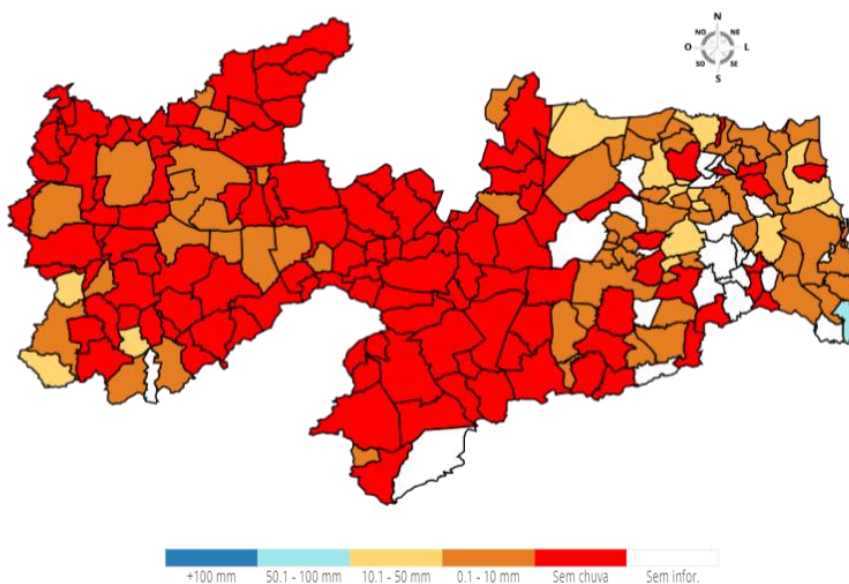 N
NO NE
O L
SO SE
S
+100 mm 50.1 - 100 mm 10.1 - 50 mm 0.1 - 10 mm Sem chuva Sem infor.